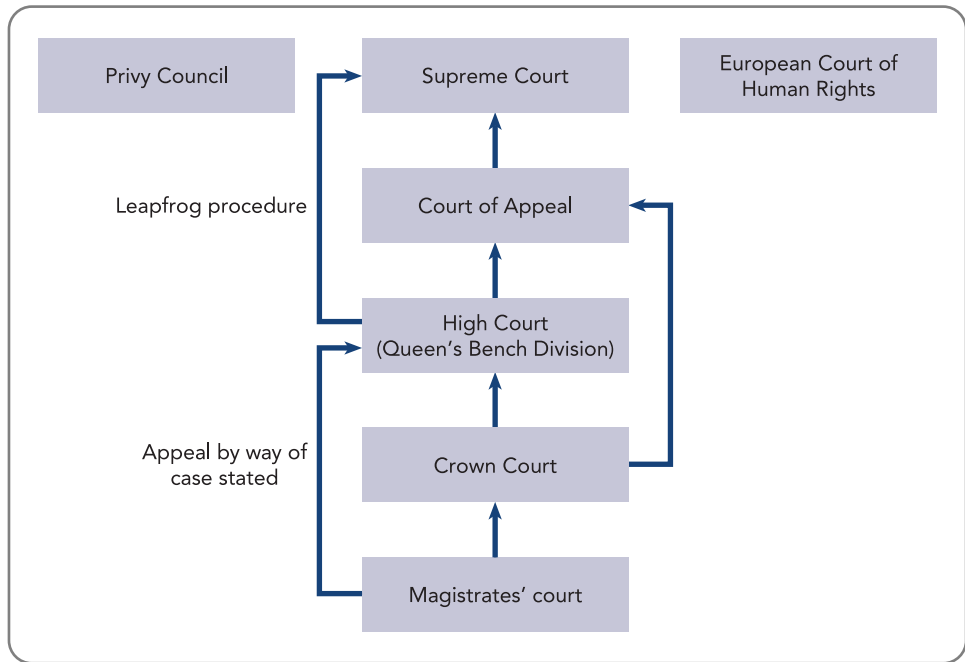 Privy Council
Supreme Court
European Court of
Human Rights
Leapfrog procedure
Court of Appeal
High Court
(Queen’s Bench Division)
Appeal by way of
case stated
Crown Court
Magistrates’ court